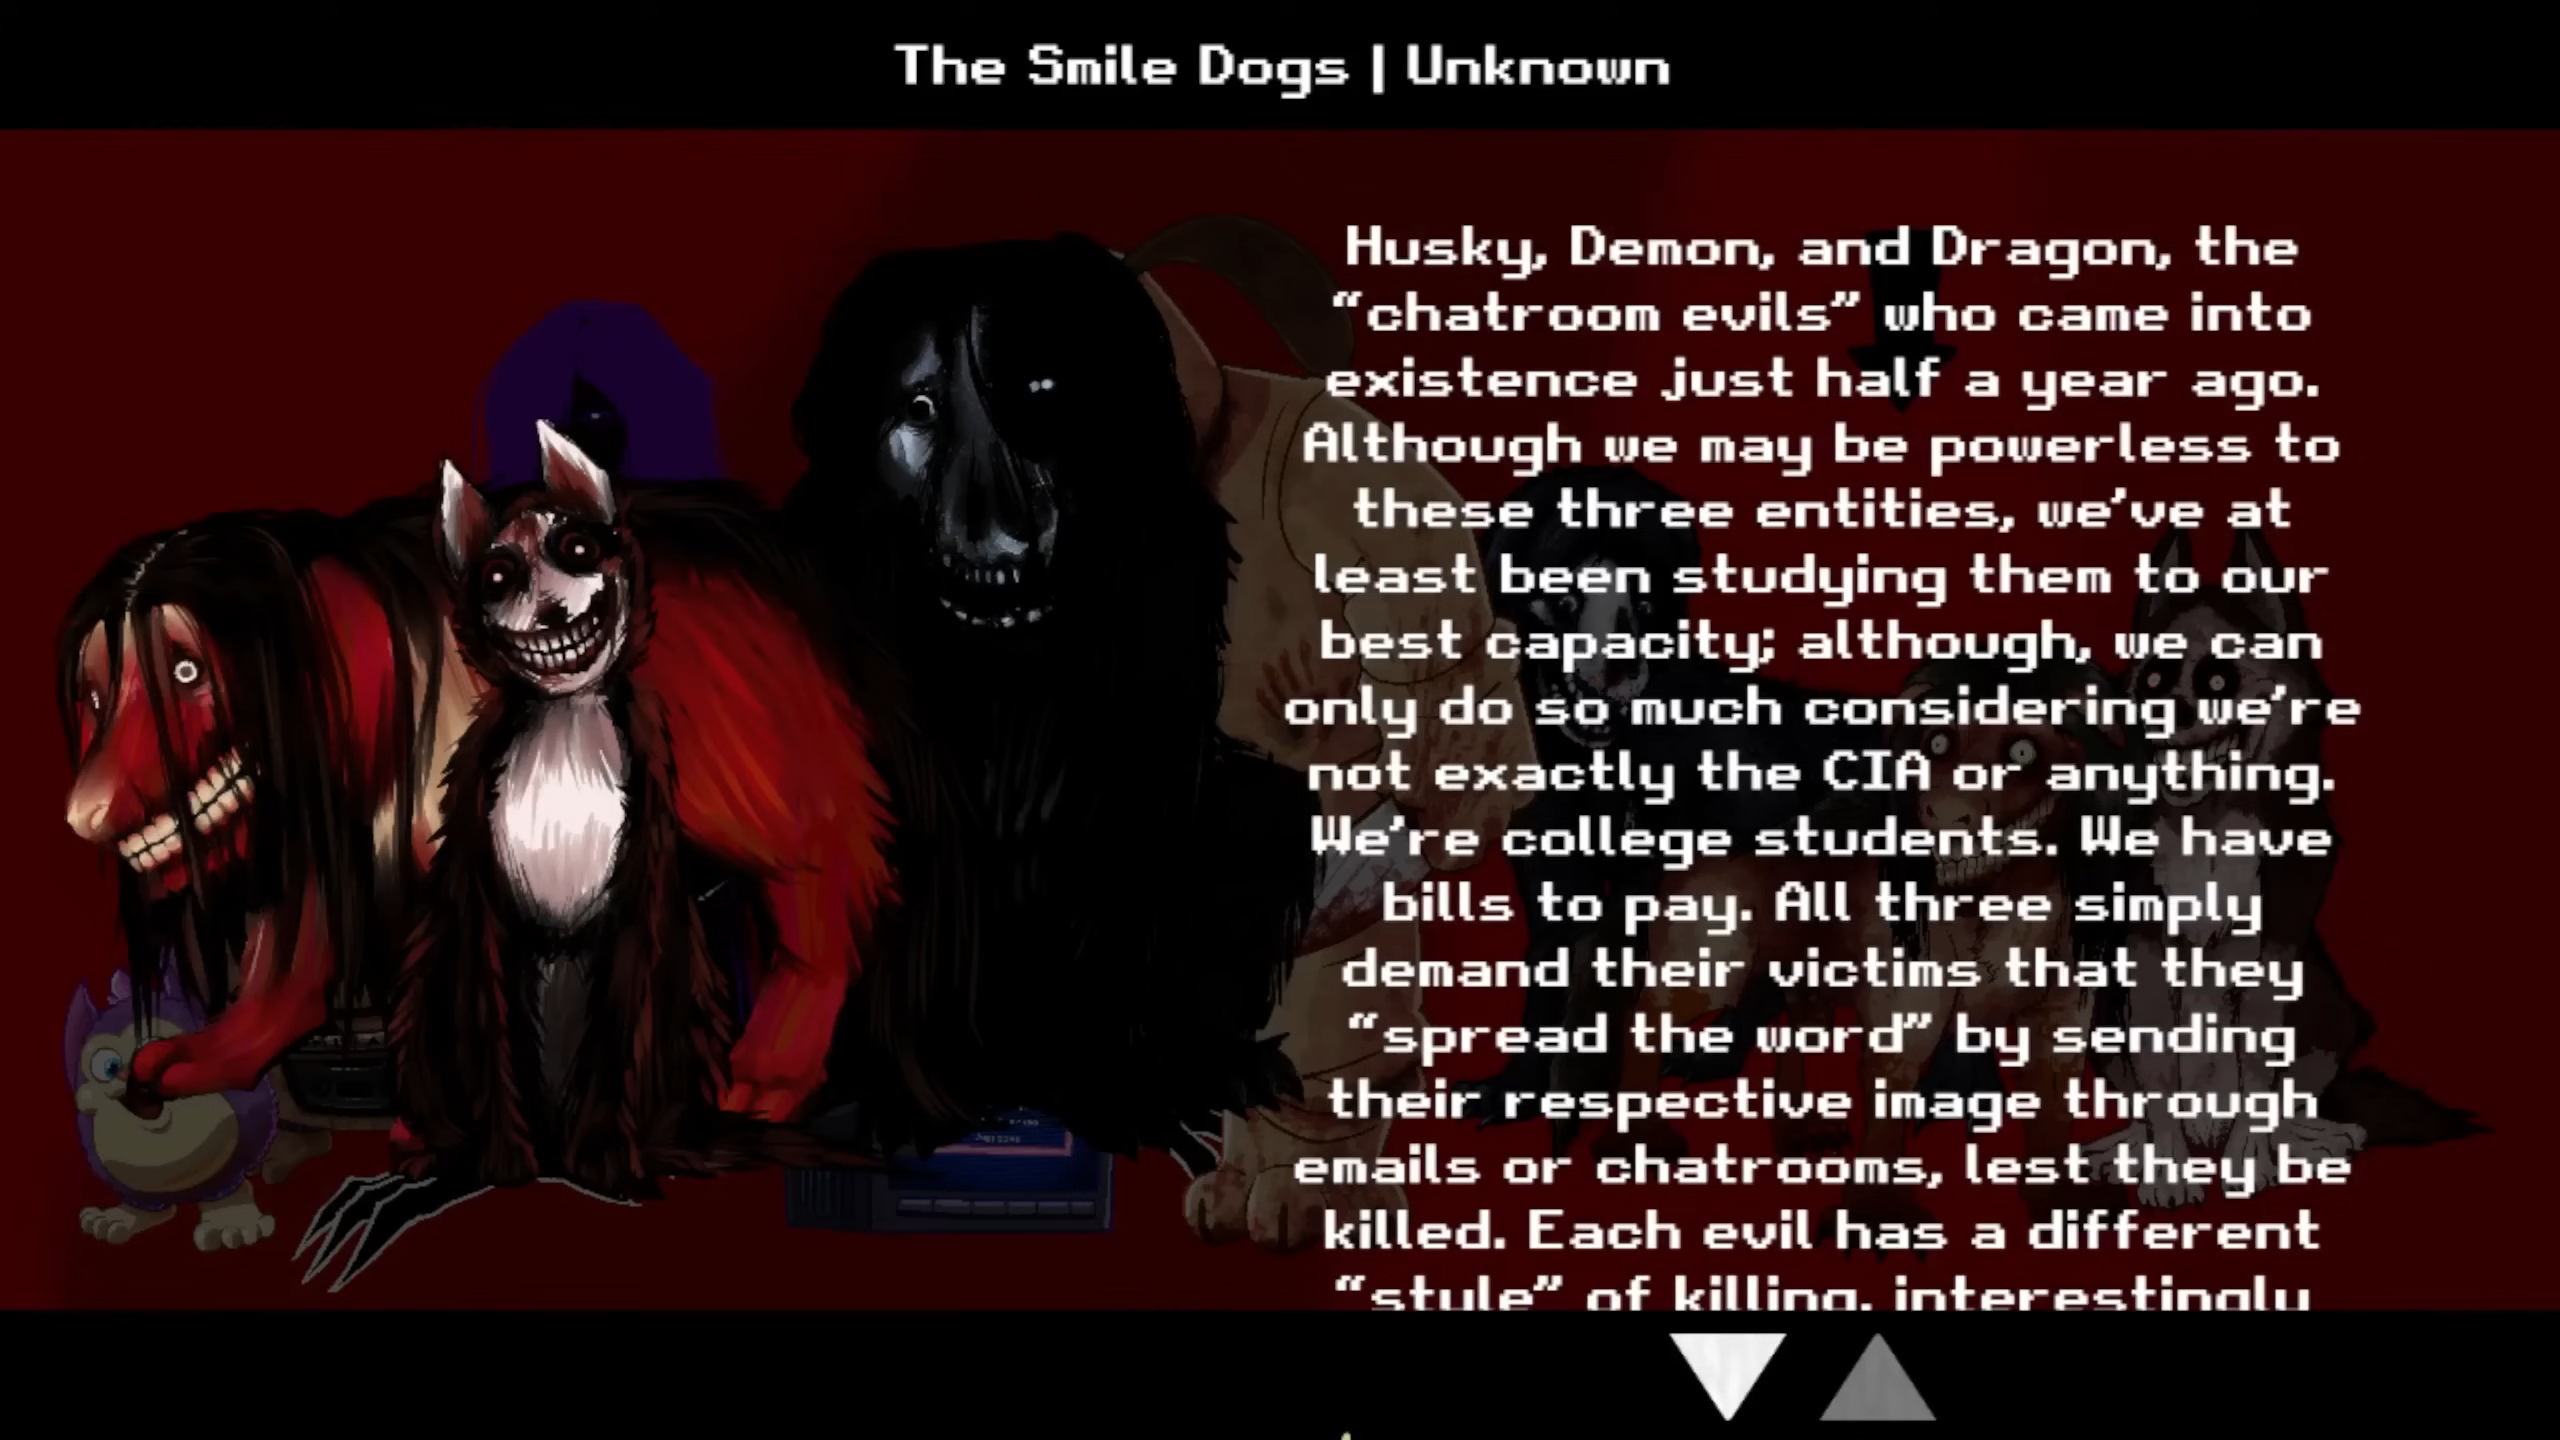 The Smile Dogs | Unknown
Husky, Demon, and Dragon, the
“chatroom evils” who came into
existence just half a year ago.
Although we may be powerless to
these three entities, we’ve at
least been studying them to our
best capacity; although, we can
only do so much considering we’re
not exactly the CIA or anything.
We’re college students. We have
bills to pay. All three simply
demand their victims that they
“spread the word” by sending
their respective image through
emails or chatrooms, lest they be
killed. Each evil has a different
“style” of killing, interestingly